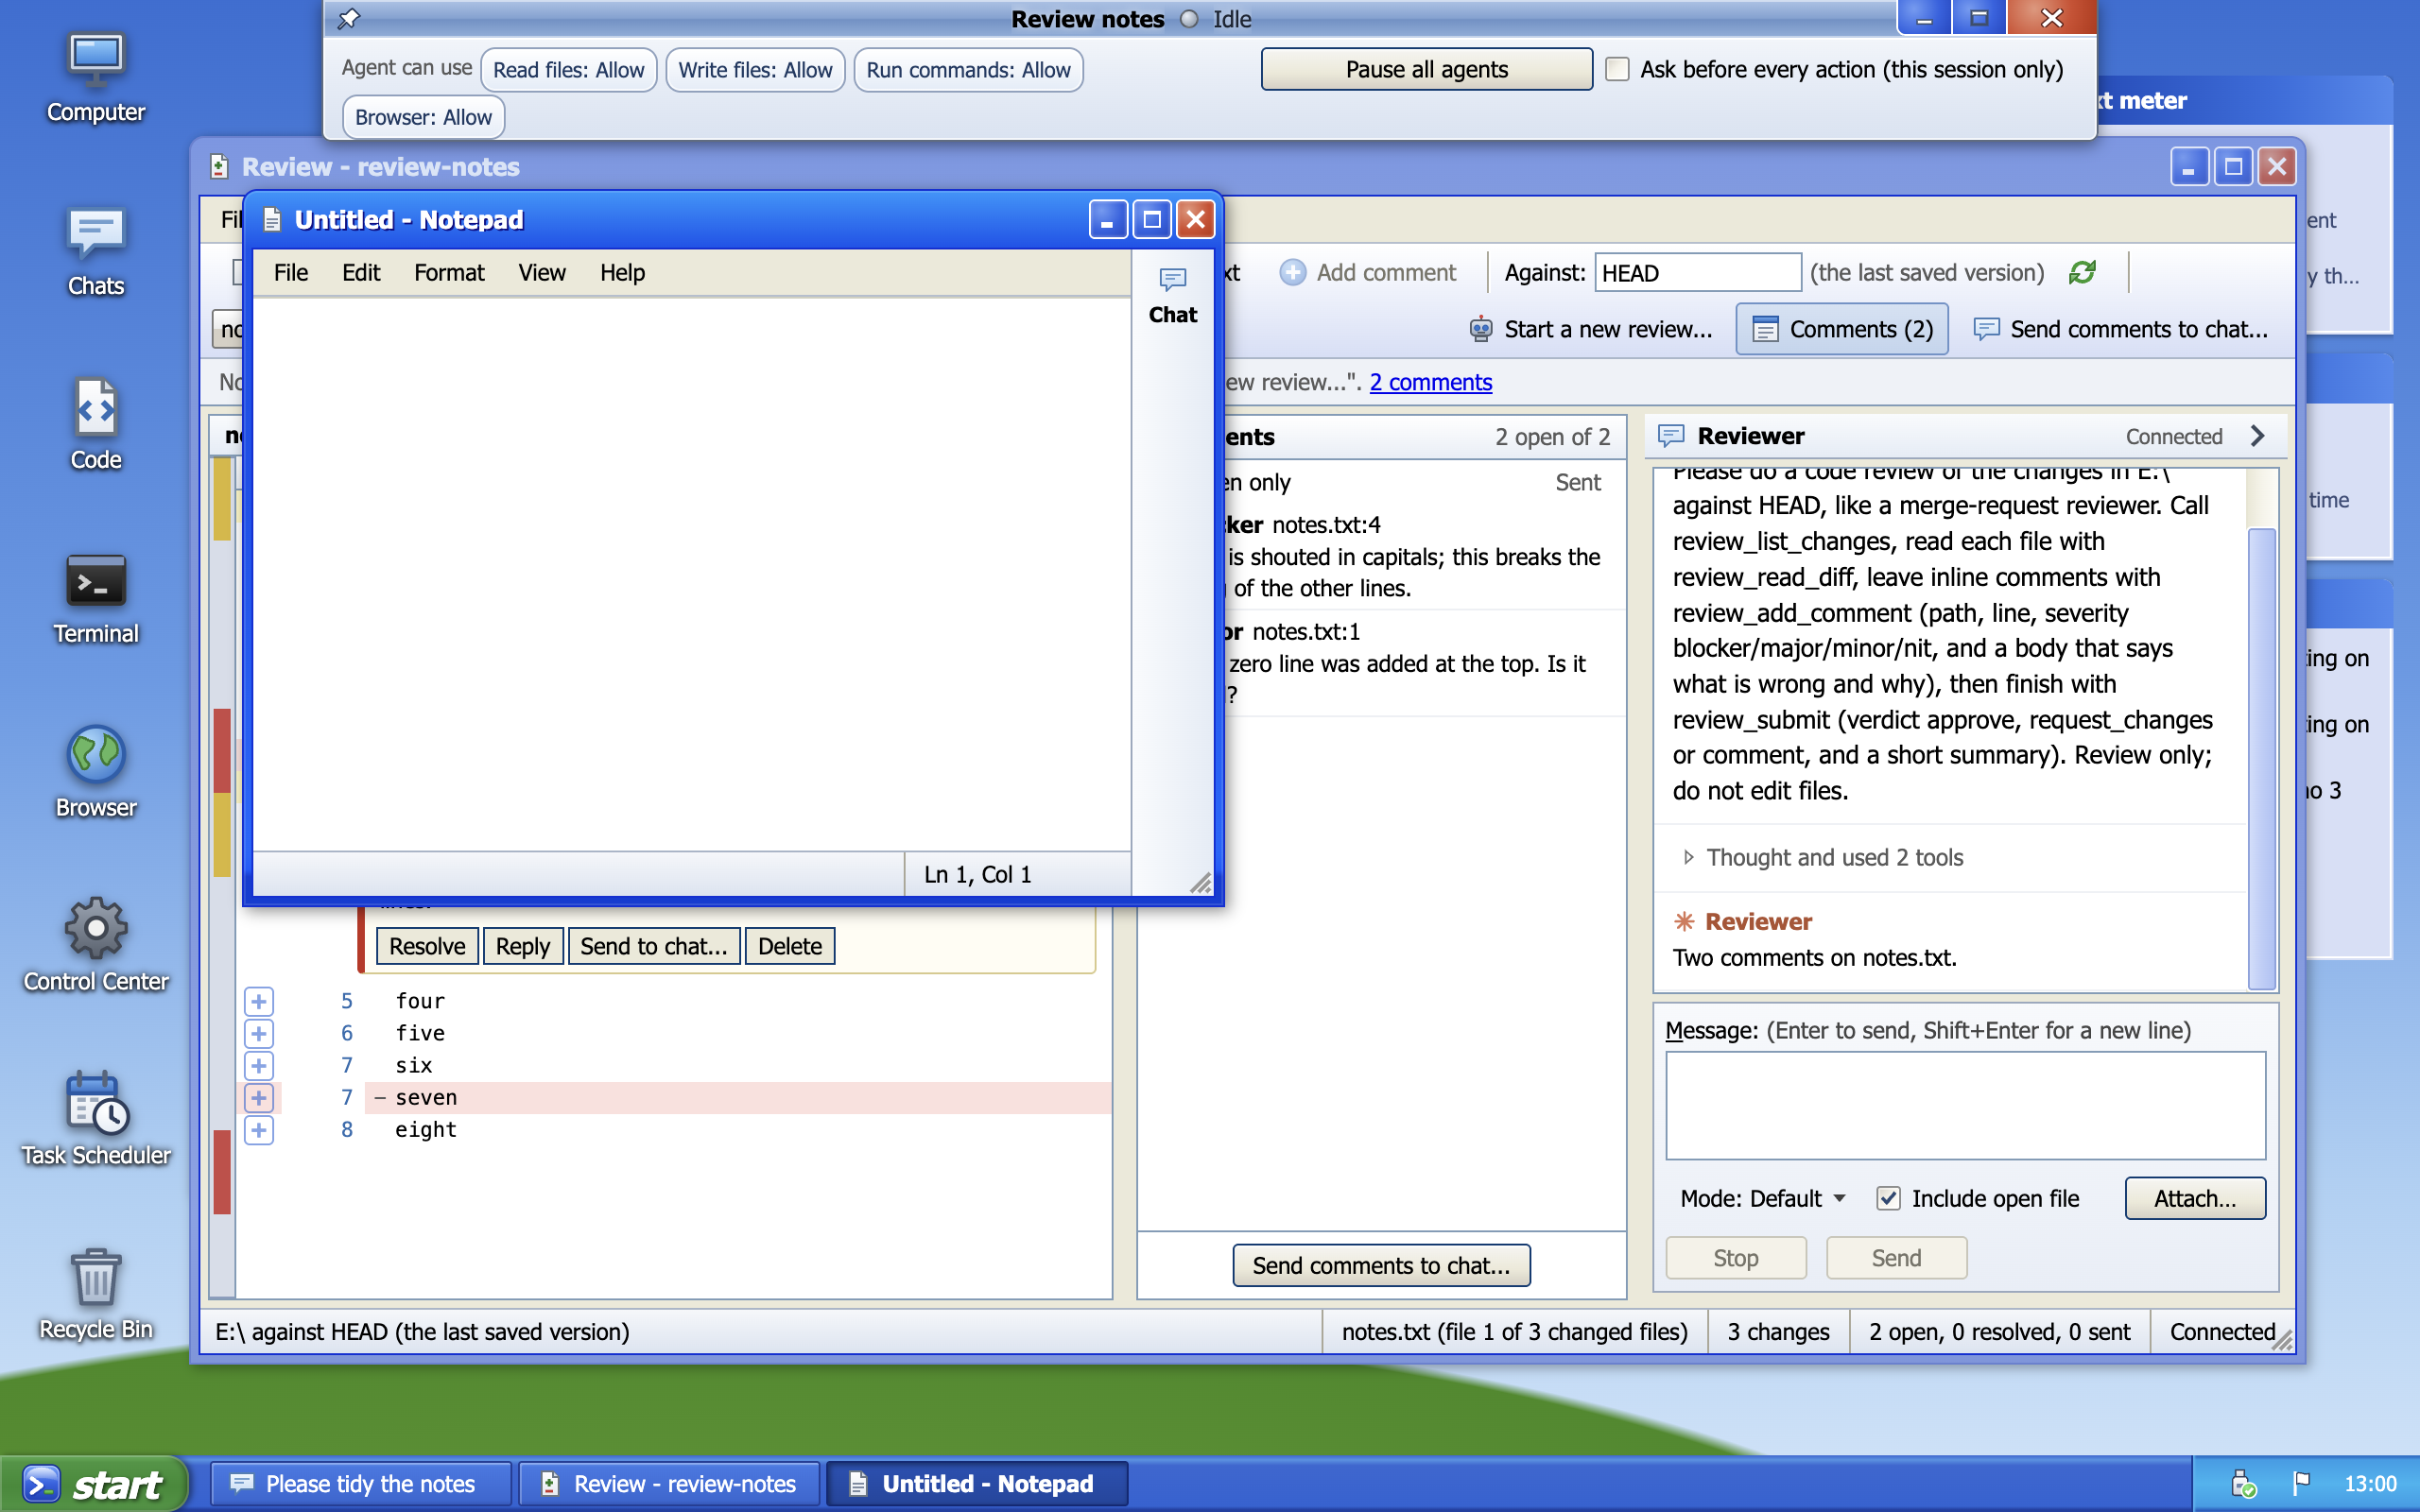 Review notes Idle
Agent can use Read files: Allow Write files: Allow Run commands: Allow
Browser: Allow
Pause all agents Ask before every action (this session only)
Computer
Chats
Code
Terminal
Browser
Control Center
Task Scheduler
Recycle Bin
meter
time
no 3
Review - review-notes
Against: HEAD (the last saved version)
Add comment
Start a new review... Comments (2) Send comments to chat...
review...". 2 comments
Untitled - Notepad
File Edit Format View Help
Chat
Ln 1, Col 1
2 open of 2
only Sent
notes.txt:4
is shouted in capitals; this breaks the
of the other lines.
notes.txt:1
zero line was added at the top. Is it
?
Send comments to chat...
Resolve Reply Send to chat... Delete
5 four
6 five
7 six
7 – seven
8 eight
Reviewer Connected
Please do a code review of the changes in E:\
against HEAD, like a merge-request reviewer. Call
review_list_changes, read each file with
review_read_diff, leave inline comments with
review_add_comment (path, line, severity
blocker/major/minor/nit, and a body that says
what is wrong and why), then finish with
review_submit (verdict approve, request_changes
or comment, and a short summary). Review only;
do not edit files.
Thought and used 2 tools
Reviewer
Two comments on notes.txt.
Message: (Enter to send, Shift+Enter for a new line)
Mode: Default Include open file Attach...
Stop Send
E:\ against HEAD (the last saved version) notes.txt (file 1 of 3 changed files) 3 changes 2 open, 0 resolved, 0 sent Connected
start Please tidy the notes Review - review-notes Untitled - Notepad 13:00